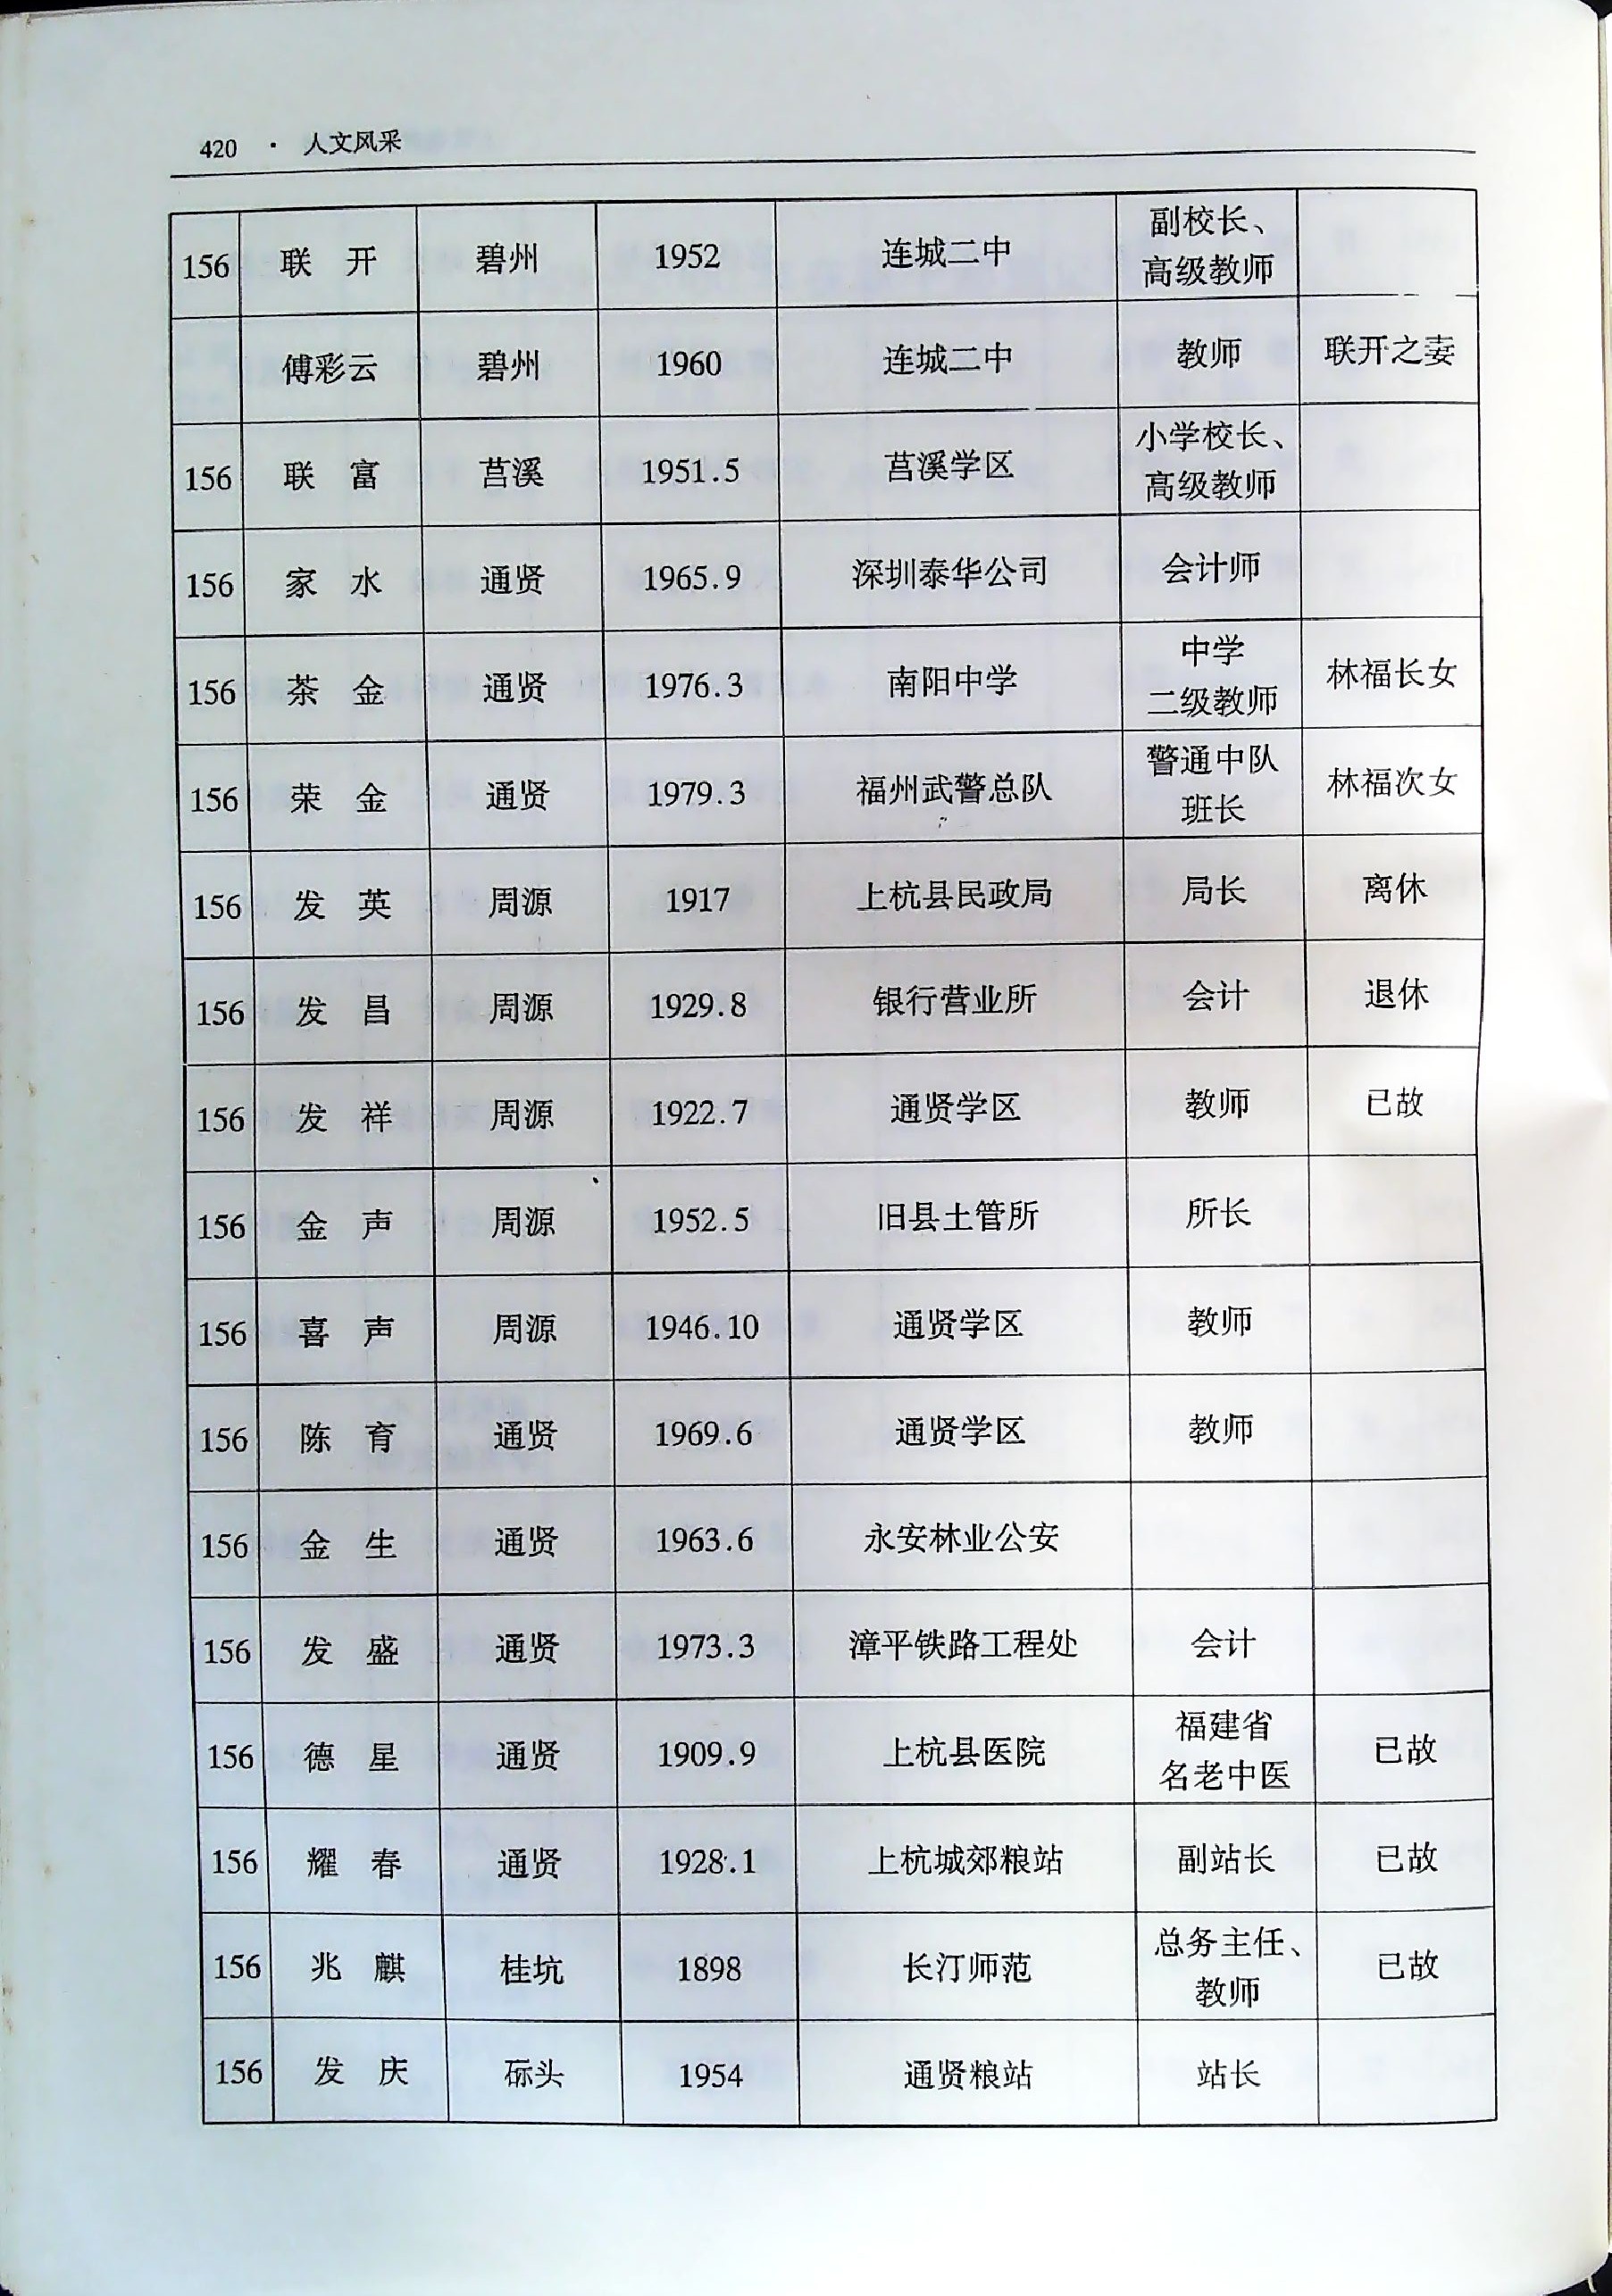 420 · 人文风采
156 联 开 碧州 1952 连城二中 副校长、高级教师
傅彩云 碧州 1960 连城二中 教师 联开之妻
156 联 富 莒溪 1951.5 莒溪学区 小学校长、高级教师
156 家 水 通贤 1965.9 深圳泰华公司 会计师
156 茶 金 通贤 1976.3 南阳中学 中学二级教师 林福长女
156 荣 金 通贤 1979.3 福州武警总队 警通中队班长 林福次女
156 发 英 周源 1917 上杭县民政局 局长 离休
156 发 昌 周源 1929.8 银行营业所 会计 退休
156 发 祥 周源 1922.7 通贤学区 教师 已故
156 金 声 周源 1952.5 旧县土管所 所长
156 喜 声 周源 1946.10 通贤学区 教师
156 陈 育 通贤 1969.6 通贤学区 教师
156 金 生 通贤 1963.6 永安林业公安
156 发 盛 通贤 1973.3 漳平铁路工程处 会计
156 德 星 通贤 1909.9 上杭县医院 福建省名老中医 已故
156 耀 春 通贤 1928.1 上杭城郊粮站 副站长 已故
156 兆 麒 桂坑 1898 长汀师范 总务主任、教师 已故
156 发 庆 磜头 1954 通贤粮站 站长